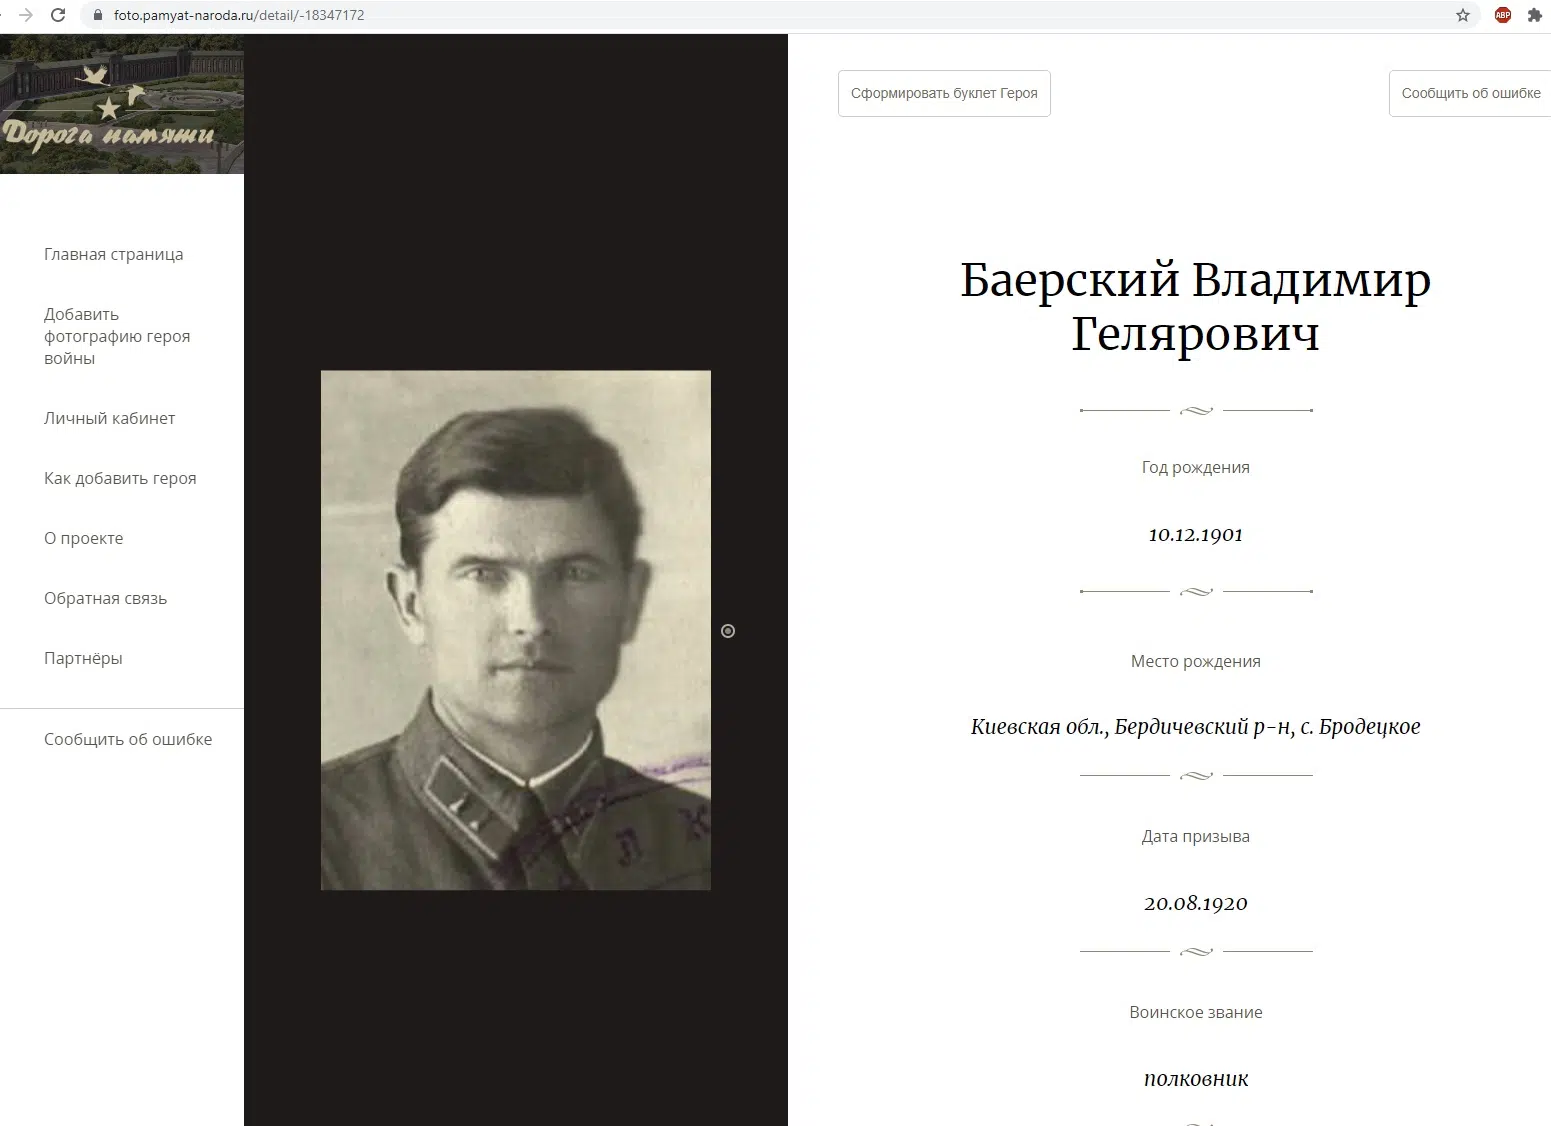 foto.pamyat-naroda.ru/detail/-18347172
ABP
Дорога памяти
Главная страница
Добавить
фотографию героя
войны
Личный кабинет
Как добавить героя
О проекте
Обратная связь
Партнёры
Сообщить об ошибке
Л К
Сформировать буклет Героя
Сообщить об ошибке
Баерский Владимир
Гелярович
Год рождения
10.12.1901
Место рождения
Киевская обл., Бердичевский р-н, с. Бродецкое
Дата призыва
20.08.1920
Воинское звание
полковник